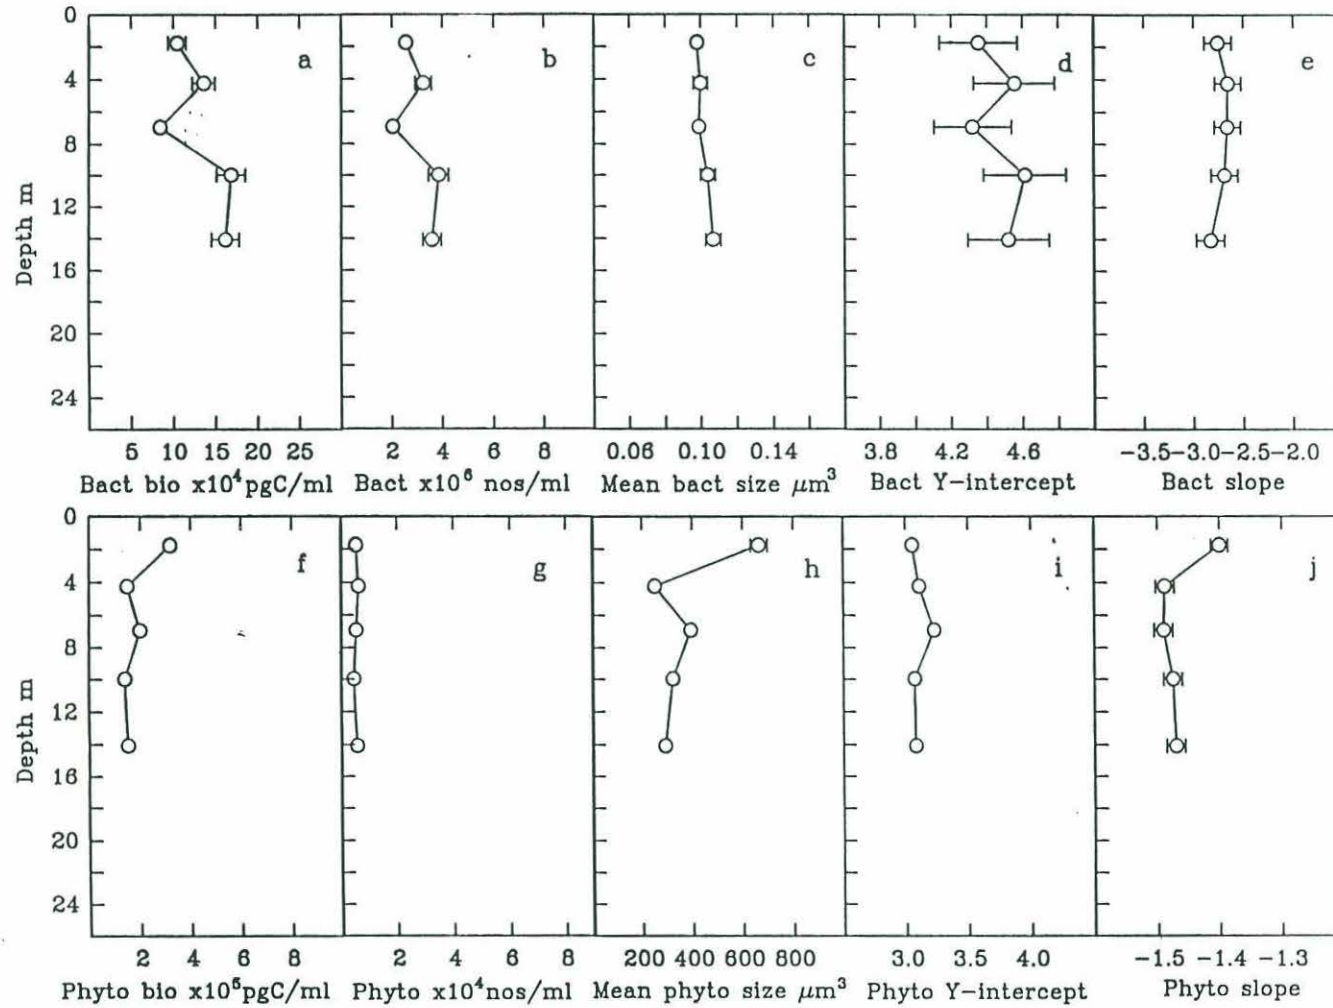 0
4
8
12
16
20
24
Depth m
a
b
c
d
e
5 10 15 20 25
2 4 6 8
0.06 0.10 0.14
3.8 4.2 4.6
-3.5-3.0-2.5-2.0
Bact bio x10⁴pgC/ml
Bact x10⁶ nos/ml
Mean bact size μm³
Bact Y-intercept
Bact slope
0
4
8
12
16
20
24
Depth m
f
g
h
i
j
2 4 6 8
2 4 6 8
200 400 600 800
3.0 3.5 4.0
-1.5 -1.4 -1.3
Phyto bio x10⁵pgC/ml
Phyto x10⁴nos/ml
Mean phyto size μm³
Phyto Y-intercept
Phyto slope